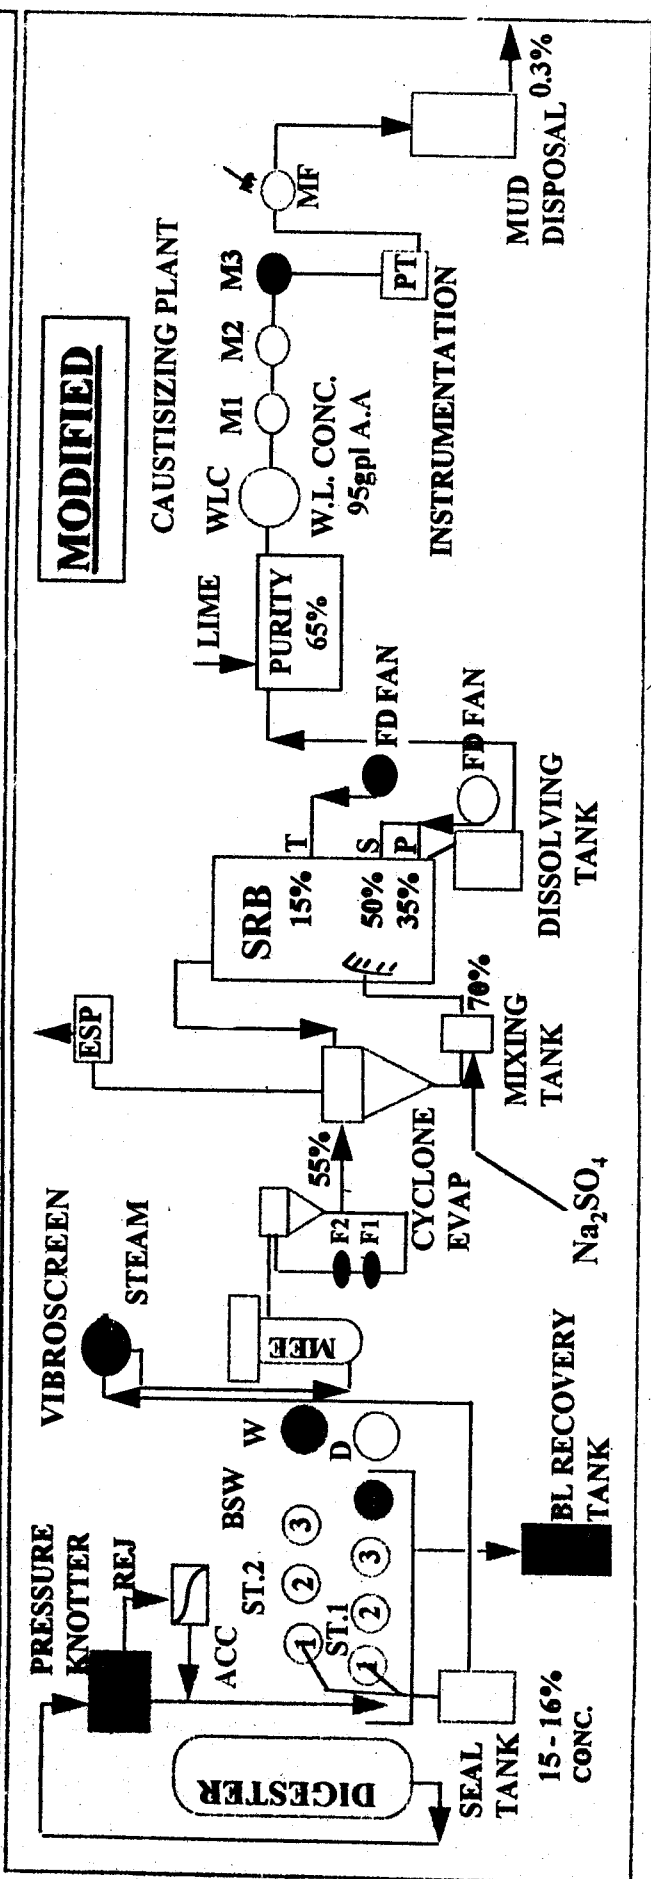 MODIFIED
PRESSURE
KNOTTER
REJ
ACC
DIGESTER
SEAL
TANK
15 - 16%
CONC.
BSW
ST.2
1
2
3
ST.1
1
2
3
W
D
BL RECOVERY
TANK
VIBROSCREEN
STEAM
MEE
F2
F1
55%
CYCLONE
EVAP
ESP
Na₂SO₄
70%
MIXING
TANK
SRB
15%
T
50%
S
35%
P
FD FAN
FD FAN
DISSOLVING
TANK
LIME
PURITY
65%
CAUSTISIZING PLANT
WLC
M1
M2
M3
W.L. CONC.
95gpl A.A
PT
INSTRUMENTATION
MF
MUD
DISPOSAL 0.3%